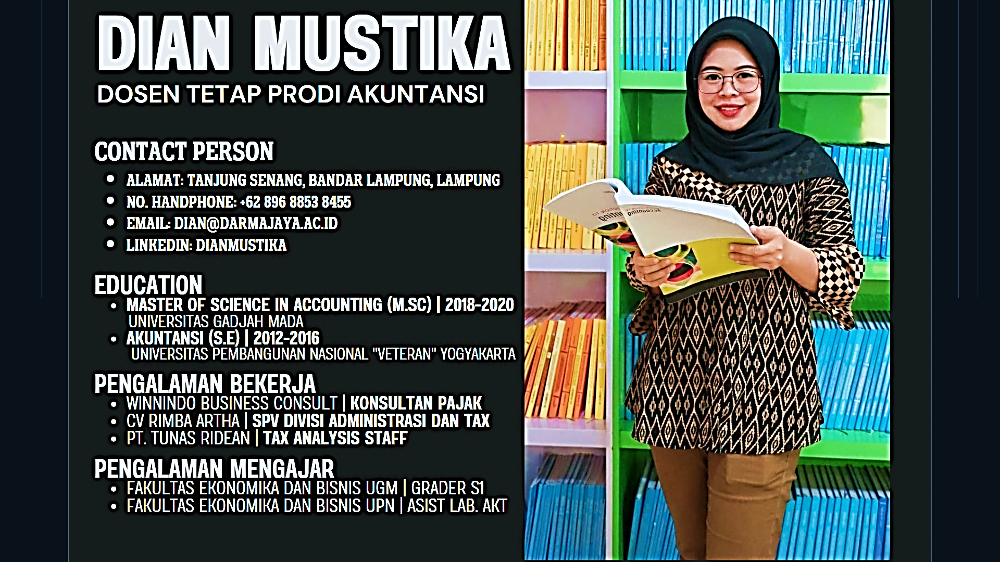 DIAN MUSTIKA
DOSEN TETAP PRODI AKUNTANSI
CONTACT PERSON
• ALAMAT: TANJUNG SENANG, BANDAR LAMPUNG, LAMPUNG
• NO. HANDPHONE: +62 896 8853 8455
• EMAIL: DIAN@DARMAJAYA.AC.ID
• LINKEDIN: DIANMUSTIKA
EDUCATION
• MASTER OF SCIENCE IN ACCOUNTING (M.SC) | 2018-2020
UNIVERSITAS GADJAH MADA
• AKUNTANSI (S.E) | 2012-2016
UNIVERSITAS PEMBANGUNAN NASIONAL "VETERAN" YOGYAKARTA
PENGALAMAN BEKERJA
• WINNINDO BUSINESS CONSULT | KONSULTAN PAJAK
• CV RIMBA ARTHA | SPV DIVISI ADMINISTRASI DAN TAX
• PT. TUNAS RIDEAN | TAX ANALYSIS STAFF
PENGALAMAN MENGAJAR
• FAKULTAS EKONOMIKA DAN BISNIS UGM | GRADER S1
• FAKULTAS EKONOMIKA DAN BISNIS UPN | ASIST LAB. AKT
Accounting